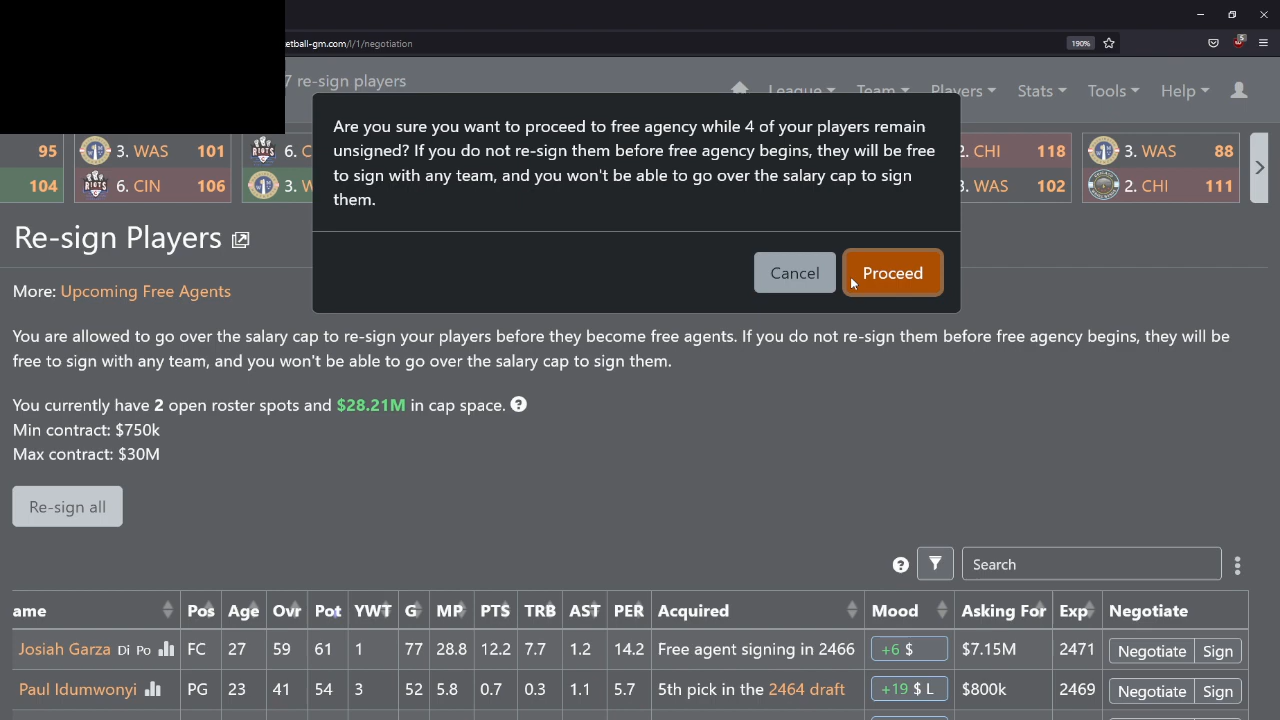 etball-gm.com/l/1/negotiation
190%
5
7 re-sign players
League
Team
Players
Stats
Tools
Help
95
104
3. WAS 101
6. CIN 106
RIOTS
RIOTS
6. C
3. W
2. CHI 118
3. WAS 102
3. WAS 88
2. CHI 111
Are you sure you want to proceed to free agency while 4 of your players remain
unsigned? If you do not re-sign them before free agency begins, they will be free
to sign with any team, and you won't be able to go over the salary cap to sign
them.
Cancel Proceed
Re-sign Players
More: Upcoming Free Agents
You are allowed to go over the salary cap to re-sign your players before they become free agents. If you do not re-sign them before free agency begins, they will be
free to sign with any team, and you won't be able to go over the salary cap to sign them.
You currently have 2 open roster spots and $28.21M in cap space.
Min contract: $750k
Max contract: $30M
Re-sign all
Search
ame Pos Age Ovr Pot YWT G MP PTS TRB AST PER Acquired Mood Asking For Exp Negotiate
Josiah Garza Di Po FC 27 59 61 1 77 28.8 12.2 7.7 1.2 14.2 Free agent signing in 2466 +6 $ $7.15M 2471 Negotiate Sign
Paul Idumwonyi PG 23 41 54 3 52 5.8 0.7 0.3 1.1 5.7 5th pick in the 2464 draft +19 $ L $800k 2469 Negotiate Sign